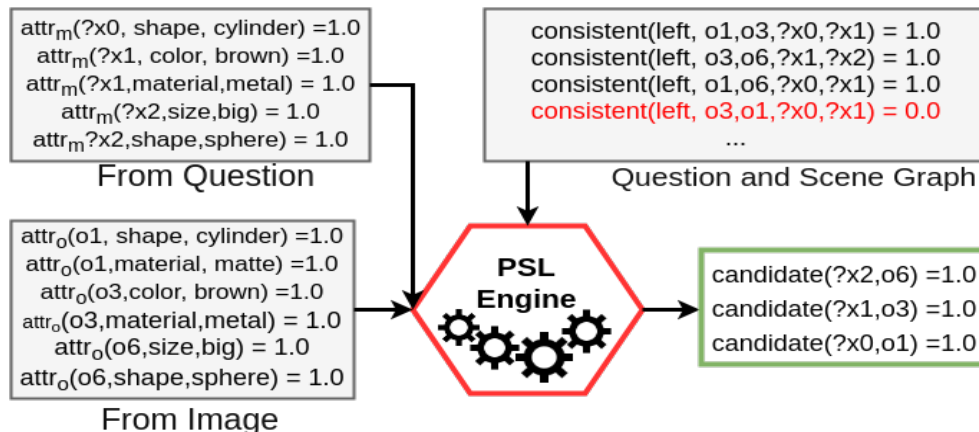 attrm(?x0, shape, cylinder) =1.0
attrm(?x1, color, brown) =1.0
attrm(?x1,material,metal) = 1.0
attrm(?x2,size,big) = 1.0
attrm?x2,shape,sphere) = 1.0
From Question
consistent(left, o1,o3,?x0,?x1) = 1.0
consistent(left, o3,o6,?x1,?x2) = 1.0
consistent(left, o1,o6,?x0,?x1) = 1.0
consistent(left, o3,o1,?x0,?x1) = 0.0
...
Question and Scene Graph
attro(o1, shape, cylinder) =1.0
attro(o1,material, matte) =1.0
attro(o3,color, brown) =1.0
attro(o3,material,metal) = 1.0
attro(o6,size,big) = 1.0
attro(o6,shape,sphere) = 1.0
From Image
PSL
Engine
candidate(?x2,o6) =1.0
candidate(?x1,o3) =1.0
candidate(?x0,o1) =1.0